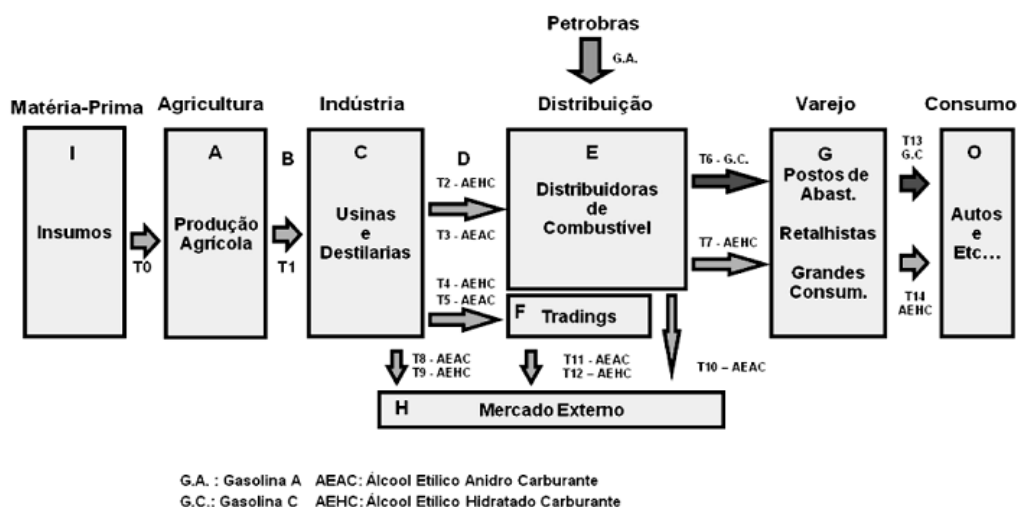 Petrobras
G.A.
Matéria-Prima
Agricultura
Indústria
Distribuição
Varejo
Consumo
I
Insumos
T0
A
Produção
Agrícola
B
T1
C
Usinas
e
Destilarias
D
T2 - AEHC
T3 - AEAC
T4 - AEHC
T5 - AEAC
E
Distribuidoras
de
Combustível
F
Tradings
T6 - G.C.
T7 - AEHC
G
Postos de
Abast.
Retalhistas
Grandes
Consum.
T13
G.C
T14
AEHC
O
Autos
e
Etc...
T8 - AEAC
T9 - AEHC
T11 - AEAC
T12 – AEHC
T10 – AEAC
H
Mercado Externo
G.A. : Gasolina A AEAC: Álcool Etílico Anidro Carburante
G.C.: Gasolina C AEHC: Álcool Etílico Hidratado Carburante